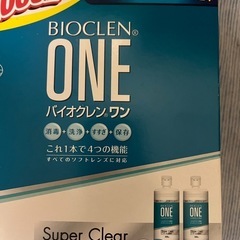 BIOCLEN®
ONE
バイオクレン®ワン
消毒+洗浄+すすぎ+保存
これ1本で4つの機能
すべてのソフトレンズに対応
BIOCLEN
ONE
BIOCLEN
ONE
Super Clear